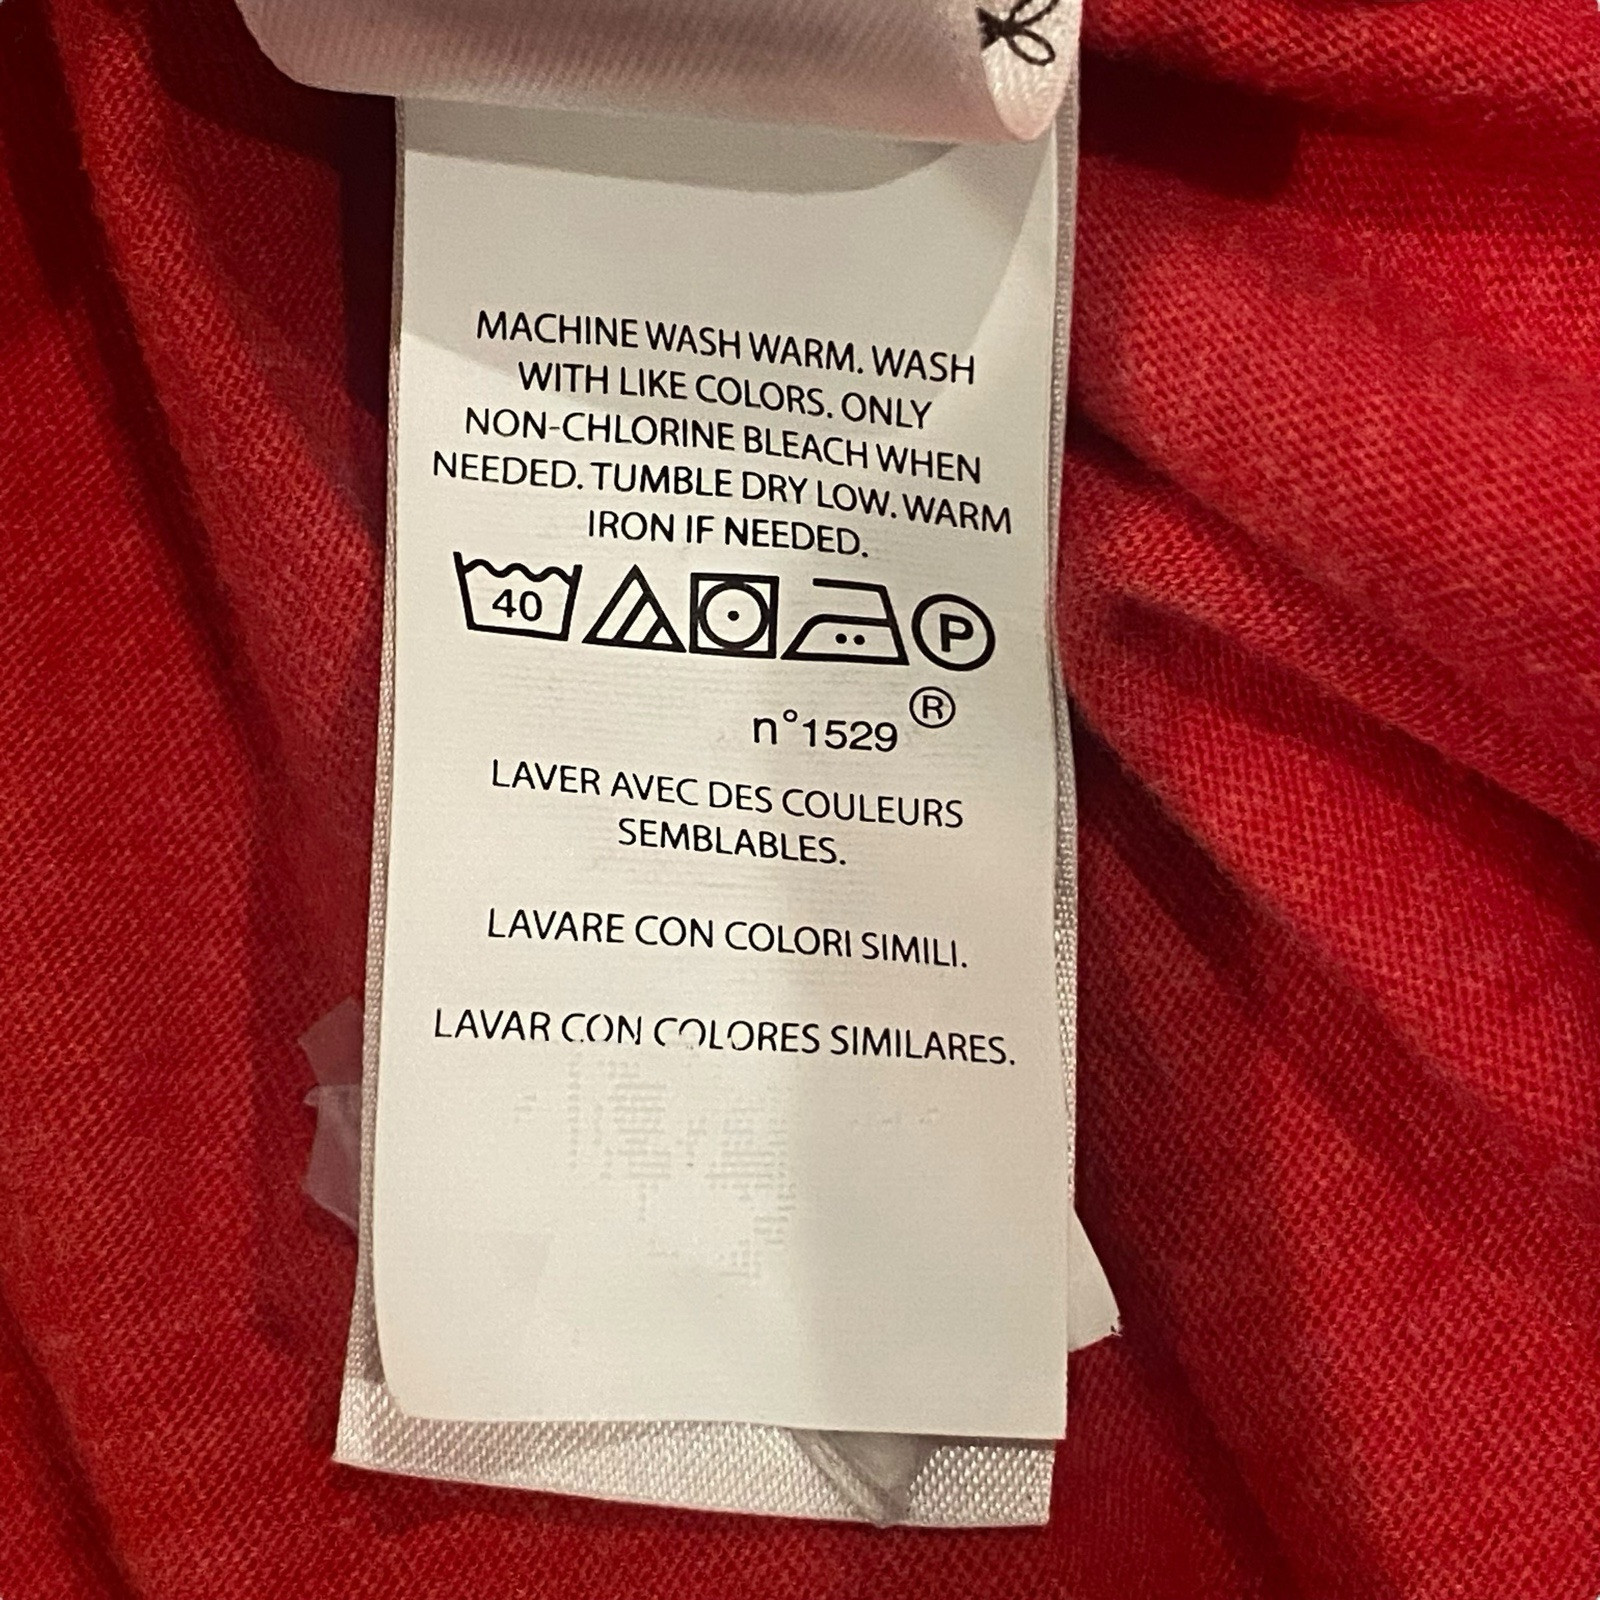 MACHINE WASH WARM. WASH
WITH LIKE COLORS. ONLY
NON-CHLORINE BLEACH WHEN
NEEDED. TUMBLE DRY LOW. WARM
IRON IF NEEDED.
40 P
®
n°1529
LAVER AVEC DES COULEURS
SEMBLABLES.
LAVARE CON COLORI SIMILI.
LAVAR CON COLORES SIMILARES.